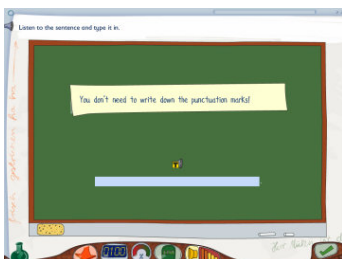 Listen to the sentence and type it in.
You don't need to write down the punctuation marks!
01:00